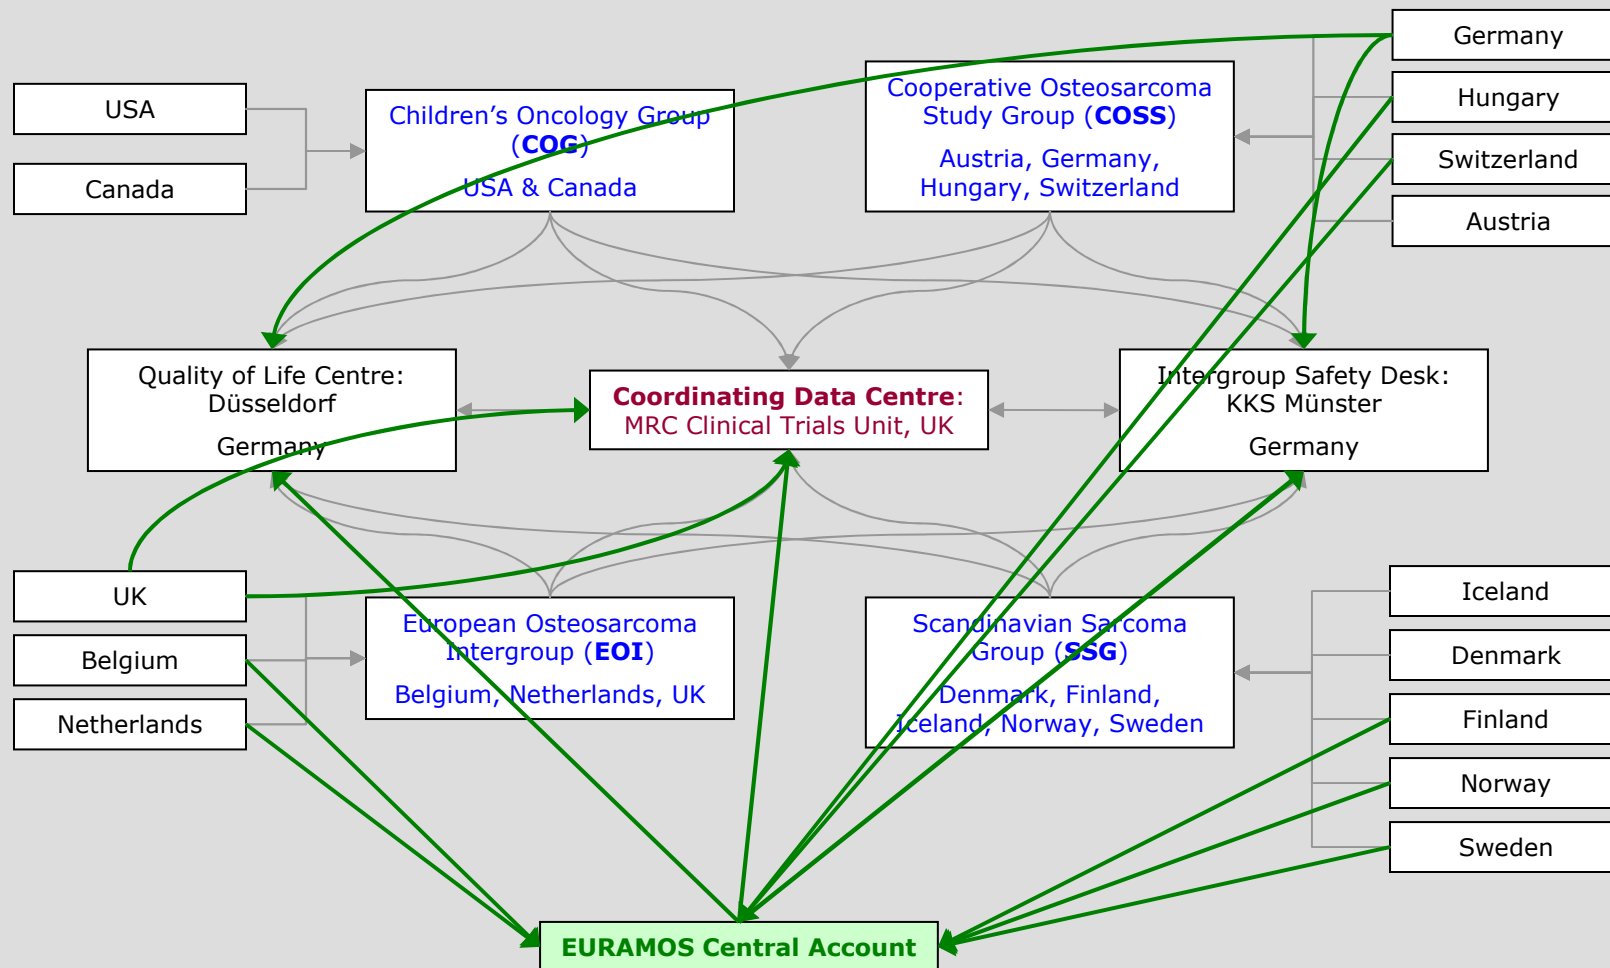 Germany
Hungary
Switzerland
Austria
USA
Canada
Children’s Oncology Group
(COG)
USA & Canada
Cooperative Osteosarcoma
Study Group (COSS)
Austria, Germany,
Hungary, Switzerland
Quality of Life Centre:
Düsseldorf
Germany
Coordinating Data Centre:
MRC Clinical Trials Unit, UK
Intergroup Safety Desk:
KKS Münster
Germany
UK
Belgium
Netherlands
European Osteosarcoma
Intergroup (EOI)
Belgium, Netherlands, UK
Scandinavian Sarcoma
Group (SSG)
Denmark, Finland,
Iceland, Norway, Sweden
Iceland
Denmark
Finland
Norway
Sweden
EURAMOS Central Account